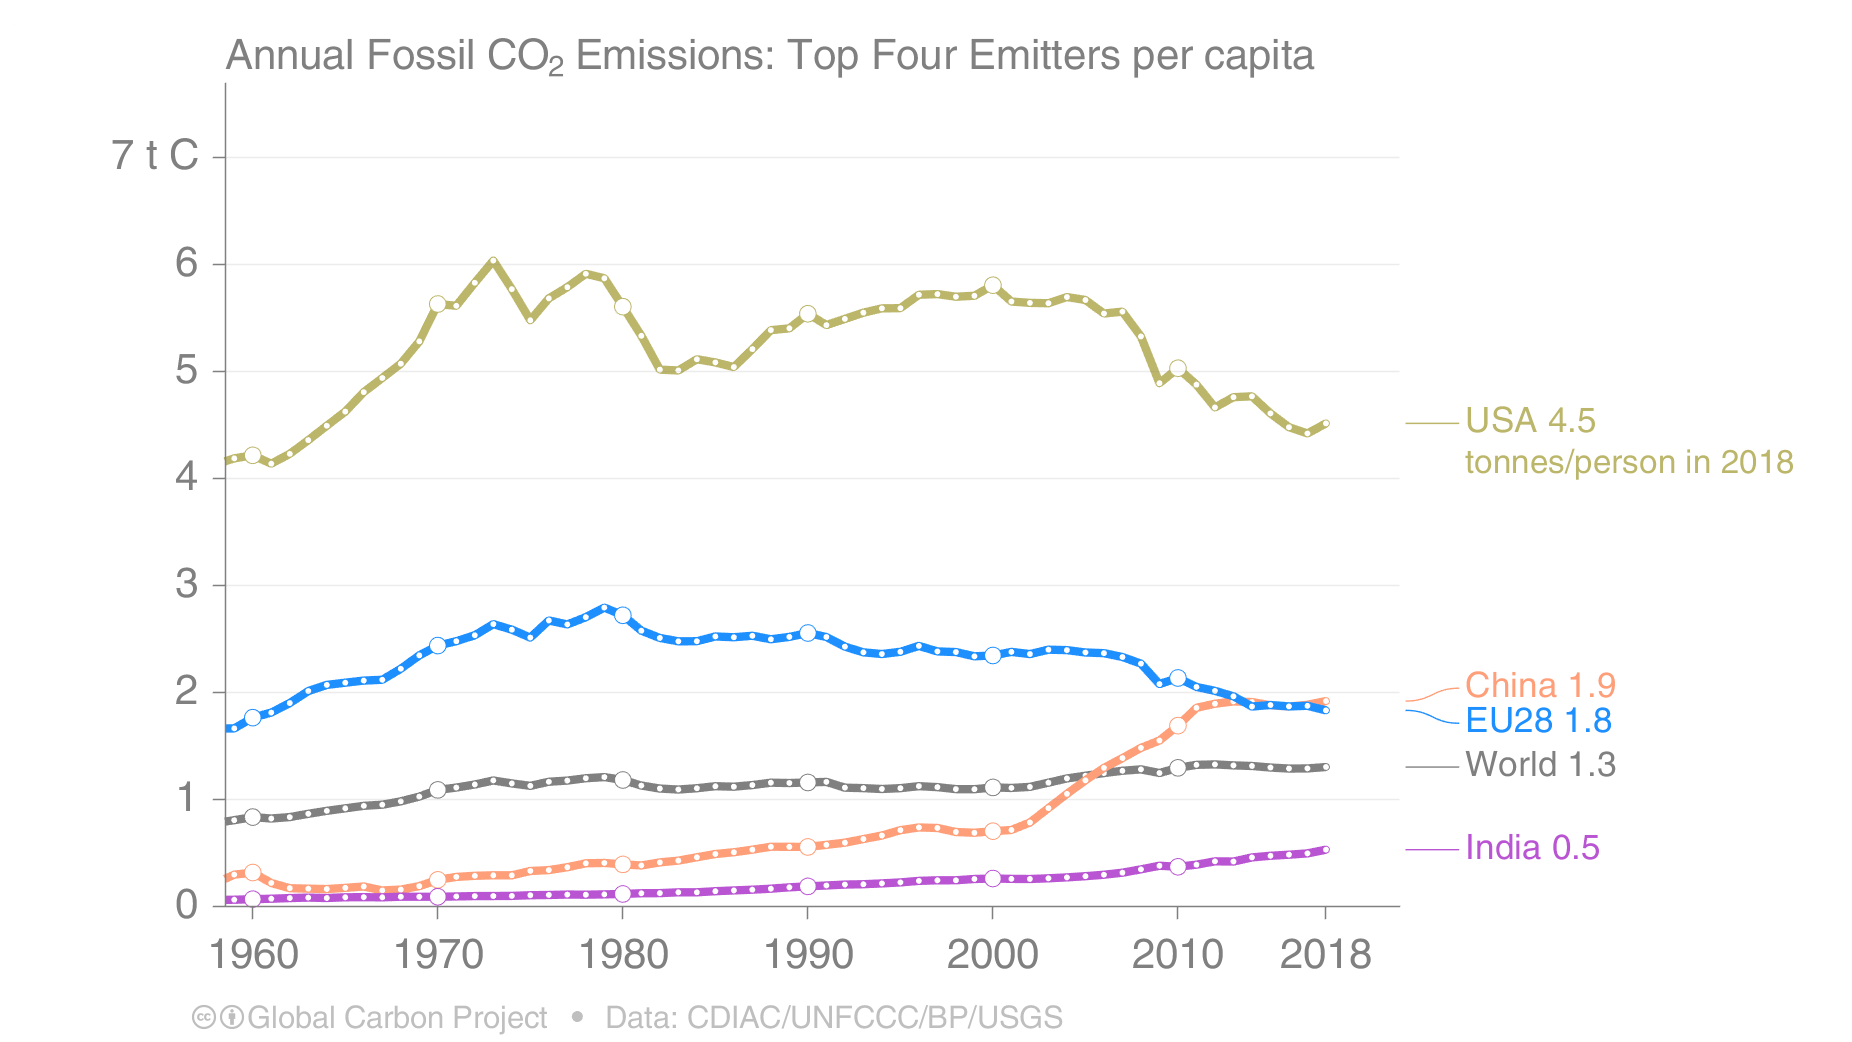 Annual Fossil CO₂ Emissions: Top Four Emitters per capita
7 t C
6
5
4
3
2
1
0
1960 1970 1980 1990 2000 2010 2018
USA 4.5
tonnes/person in 2018
China 1.9
EU28 1.8
World 1.3
India 0.5
cc Global Carbon Project • Data: CDIAC/UNFCCC/BP/USGS